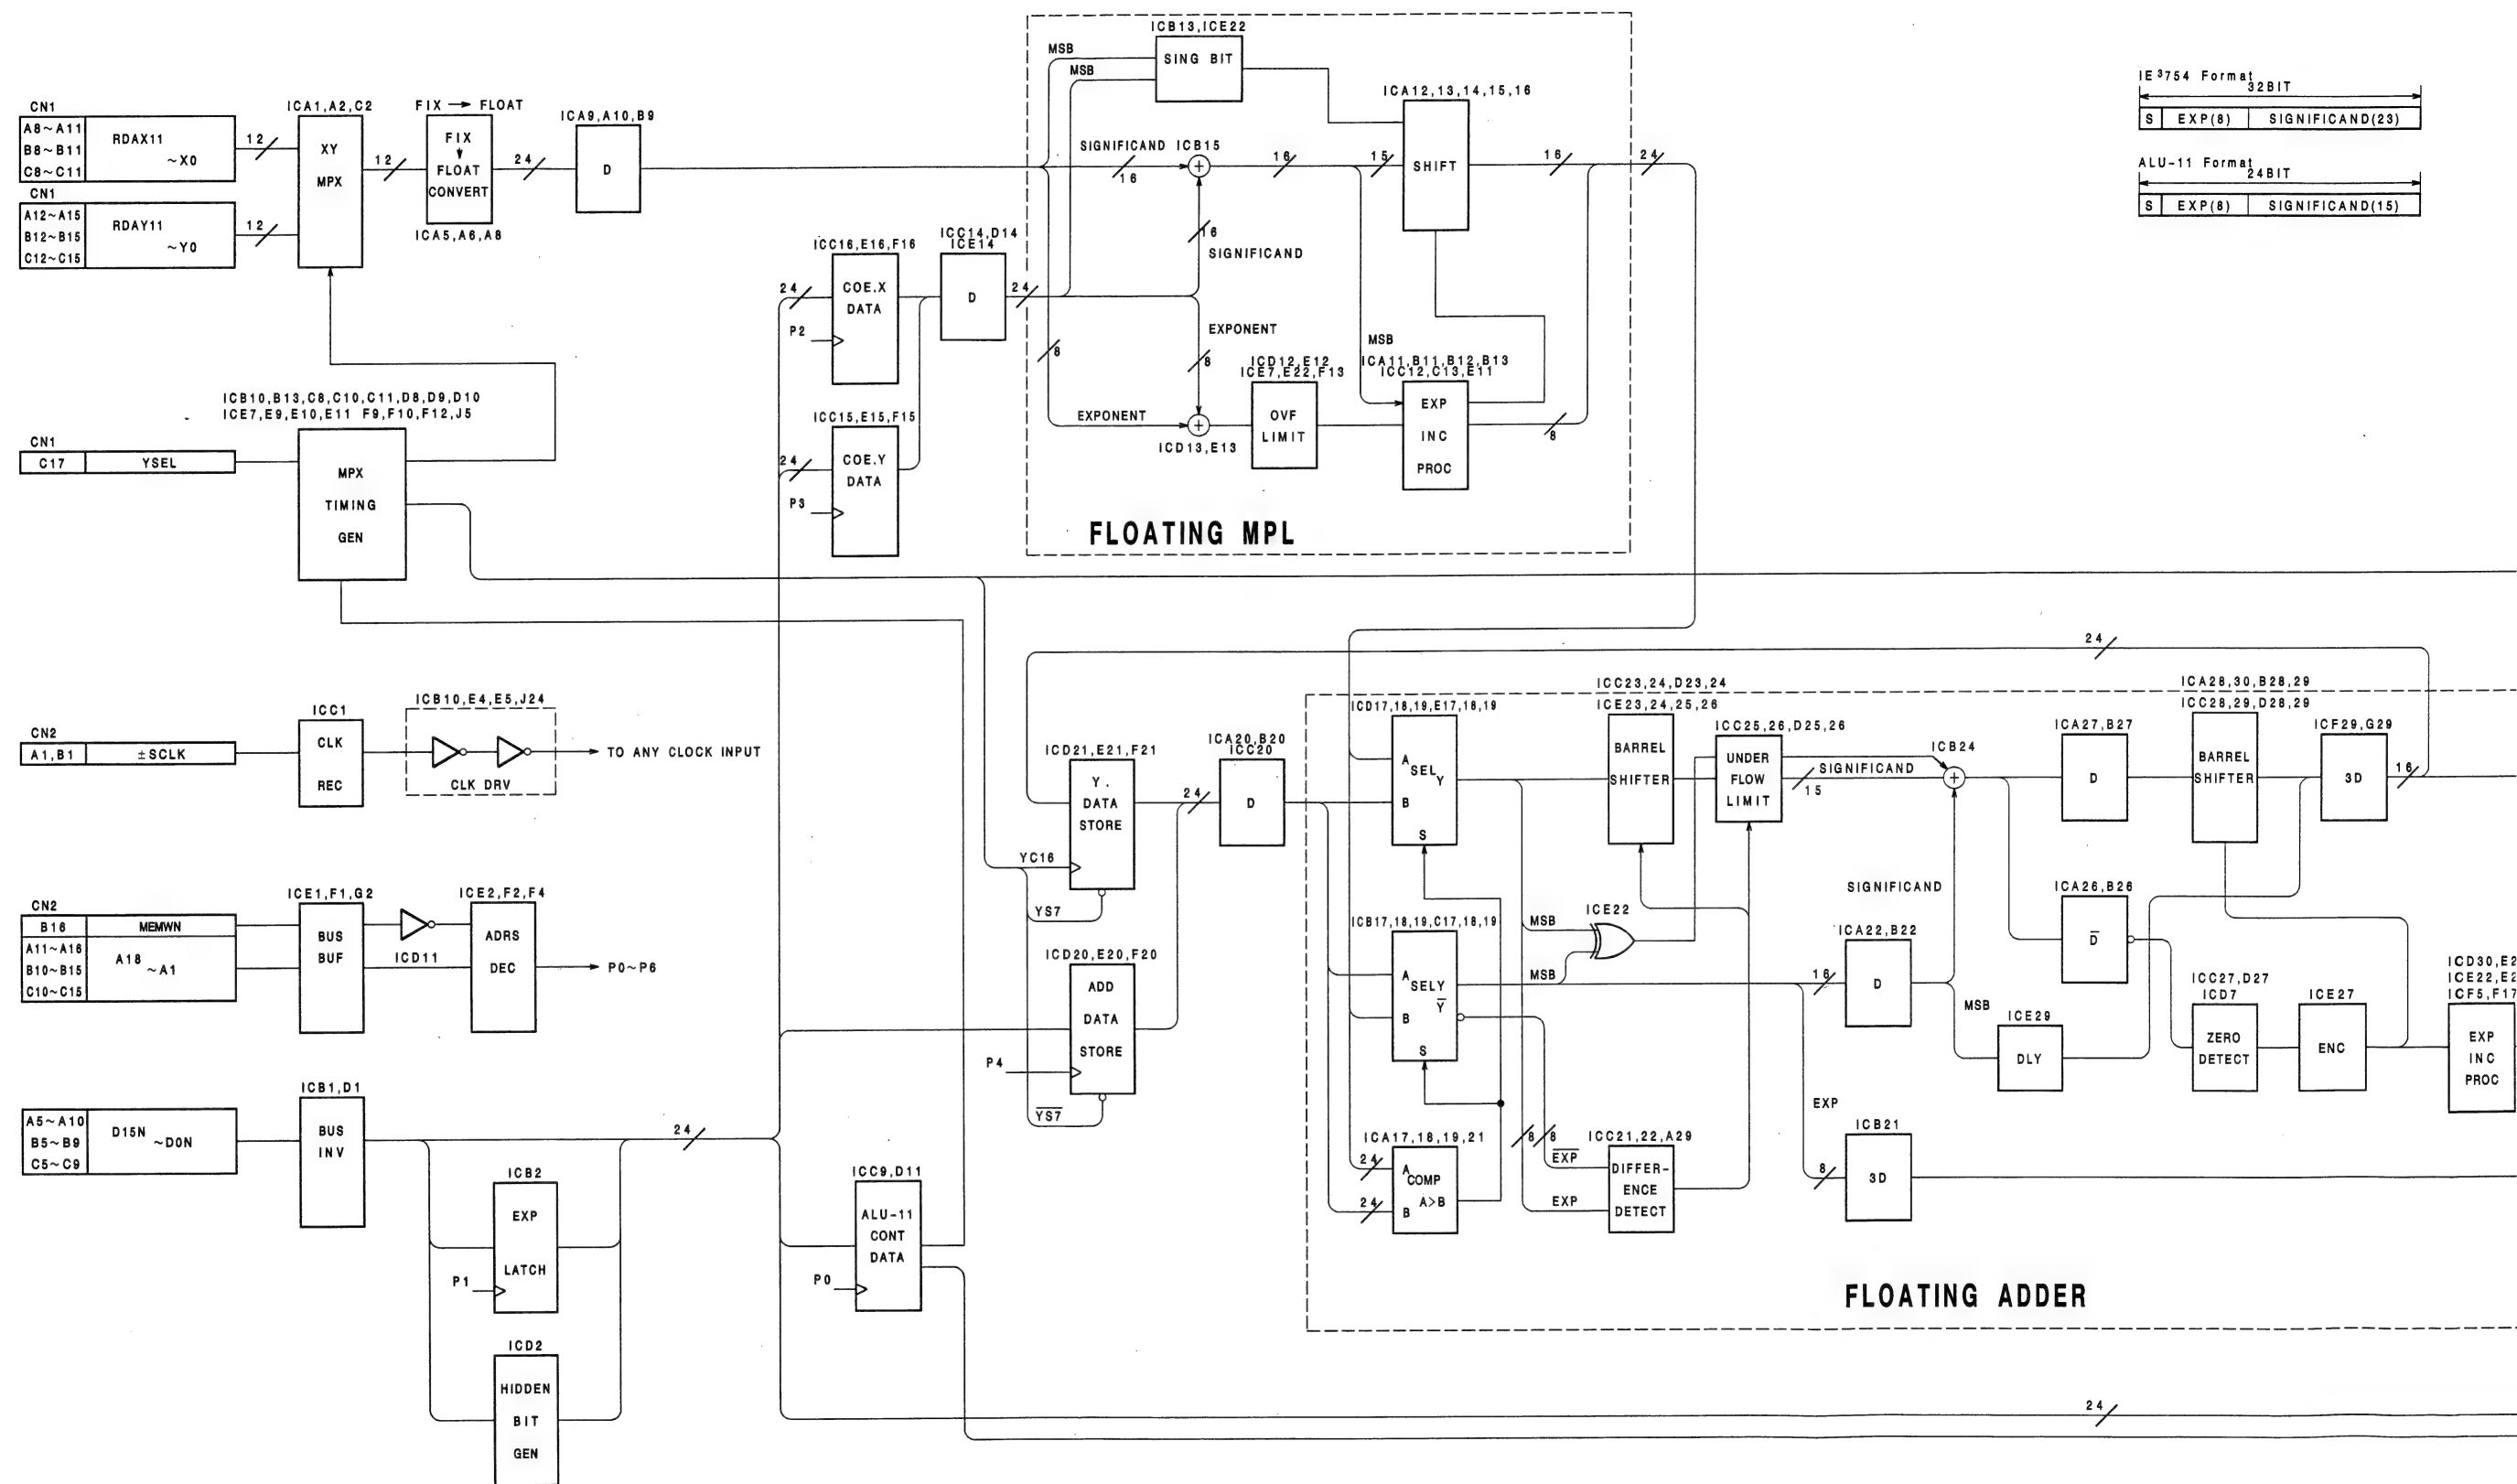 IE³754 Format
32BIT
S EXP(8) SIGNIFICAND(23)
ALU-11 Format
24BIT
S EXP(8) SIGNIFICAND(15)
CN1
A8~A11
B8~B11
C8~C11
RDAX11
~X0
12
CN1
A12~A15
B12~B15
C12~C15
RDAY11
~Y0
12
ICA1,A2,C2
XY
MPX
12
FIX → FLOAT
FIX
↓
FLOAT
CONVERT
ICA5,A6,A8
24
ICA9,A10,B9
D
ICB13,ICE22
SING BIT
MSB
MSB
SIGNIFICAND ICB15
16
16
15
ICA12,13,14,15,16
SHIFT
16
24
16
SIGNIFICAND
ICC16,E16,F16
24
COE.X
DATA
P2
ICC14,D14
ICE14
D
24
8
EXPONENT
8
MSB
ICD12,E12
ICE7,E22,F13
OVF
LIMIT
ICA11,B11,B12,B13
ICC12,C13,E11
EXP
INC
PROC
8
EXPONENT
ICD13,E13
ICC15,E15,F15
24
COE.Y
DATA
P3
FLOATING MPL
ICB10,B13,C8,C10,C11,D8,D9,D10
ICE7,E9,E10,E11 F9,F10,F12,J5
CN1
C17 YSEL
MPX
TIMING
GEN
CN2
A1,B1 ±SCLK
ICC1
CLK
REC
ICB10,E4,E5,J24
CLK DRV
TO ANY CLOCK INPUT
CN2
B16 MEMWN
A11~A16
B10~B15
C10~C15
A18
~A1
ICE1,F1,G2
BUS
BUF
ICD11
ICE2,F2,F4
ADRS
DEC
P0~P6
A5~A10
B5~B9
C5~C9
D15N
~D0N
ICB1,D1
BUS
INV
24
ICB2
EXP
LATCH
P1
ICD2
HIDDEN
BIT
GEN
ICC9,D11
ALU-11
CONT
DATA
P0
24
ICD21,E21,F21
Y.
DATA
STORE
YC16
YS7
24
ICD20,E20,F20
ADD
DATA
STORE
P4
YS7
ICA20,B20
ICC20
D
24
ICD17,18,19,E17,18,19
A
SEL
Y
B
S
ICB17,18,19,C17,18,19
A
SELY
Y
B
S
ICA17,18,19,21
A
COMP
A>B
B
24
24
ICC23,24,D23,24
ICE23,24,25,26
BARREL
SHIFTER
ICC25,26,D25,26
UNDER
FLOW
LIMIT
SIGNIFICAND
15
ICB24
MSB
ICE22
MSB
8
8
EXP
EXP
ICC21,22,A29
DIFFER-
ENCE
DETECT
SIGNIFICAND
16
ICA22,B22
D
MSB
EXP
8
ICB21
3D
ICA27,B27
D
ICA28,30,B28,29
ICC28,29,D28,29
BARREL
SHIFTER
ICF29,G29
3D
16
ICA26,B26
D
ICE29
DLY
ICC27,D27
ICD7
ZERO
DETECT
ICE27
ENC
ICD30,E2
ICE22,E2
ICF5,F17
EXP
INC
PROC
FLOATING ADDER
24